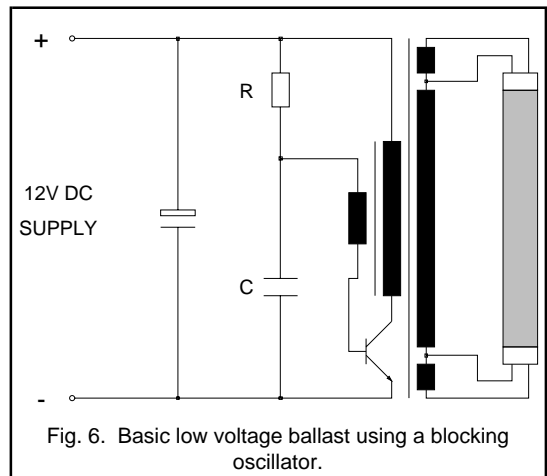 +
R
12V DC
SUPPLY
C
-
Fig. 6. Basic low voltage ballast using a blocking
oscillator.